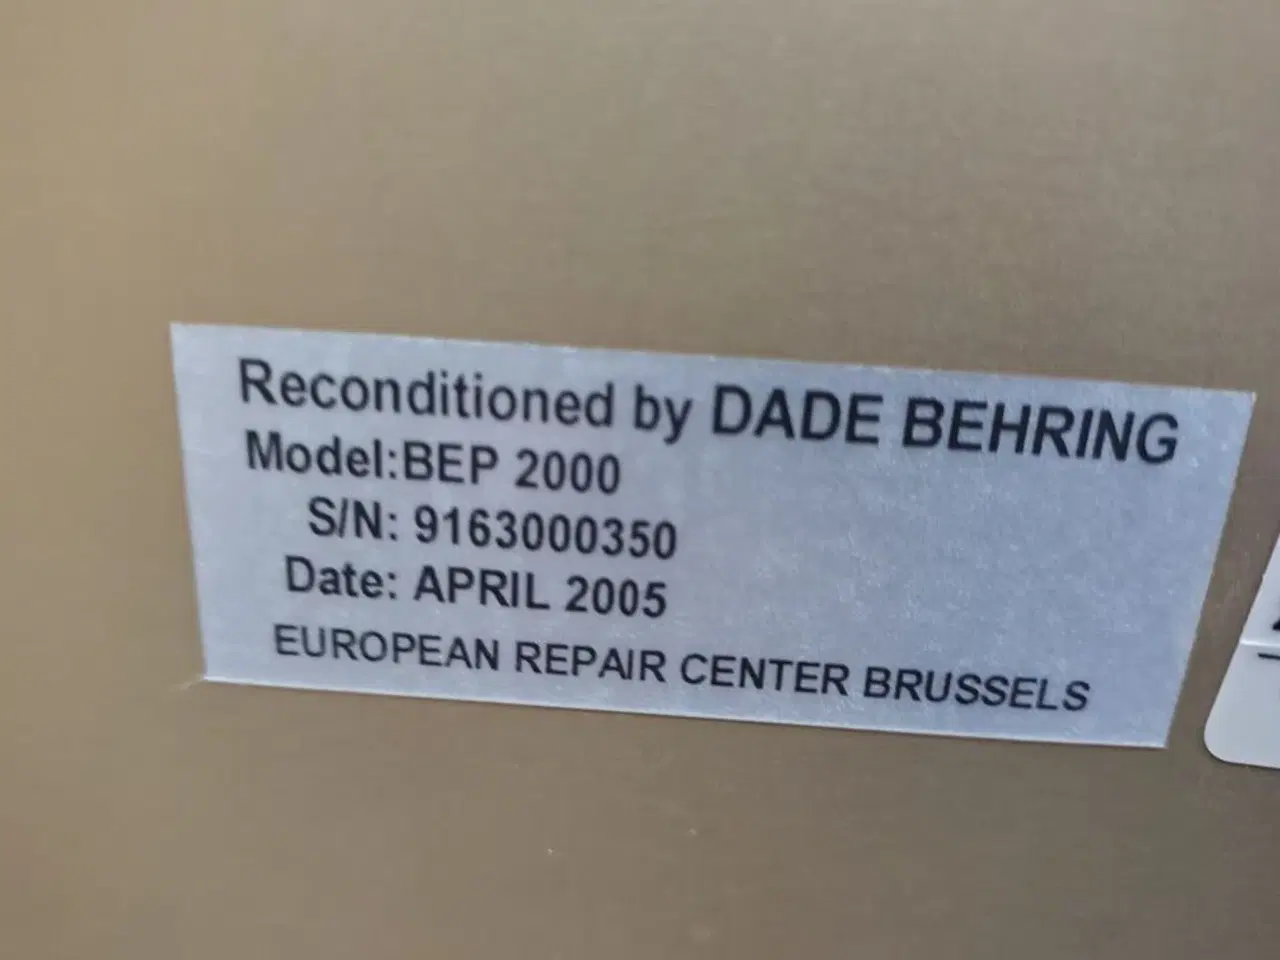 Reconditioned by DADE BEHRING
Model:BEP 2000
S/N: 9163000350
Date: APRIL 2005
EUROPEAN REPAIR CENTER BRUSSELS